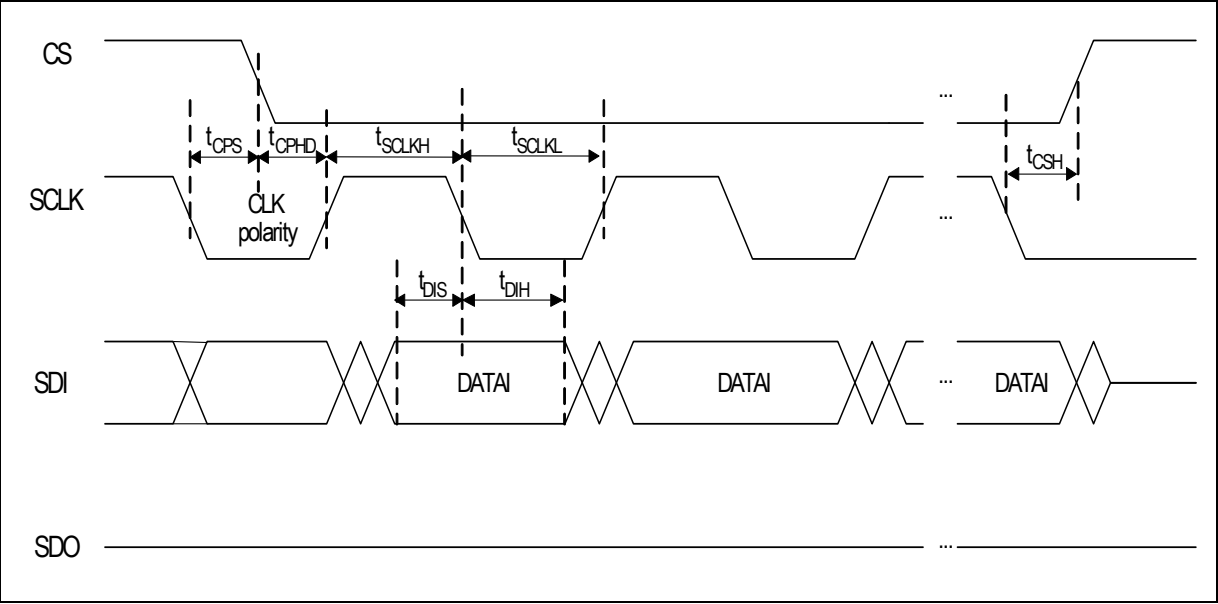 CS
...
tCPS
tCPHD
tSCLKH
tSCLKL
tCSH
SCLK
CLK
polarity
...
tDIS
tDIH
SDI
DATAI
DATAI
...
DATAI
SDO
...